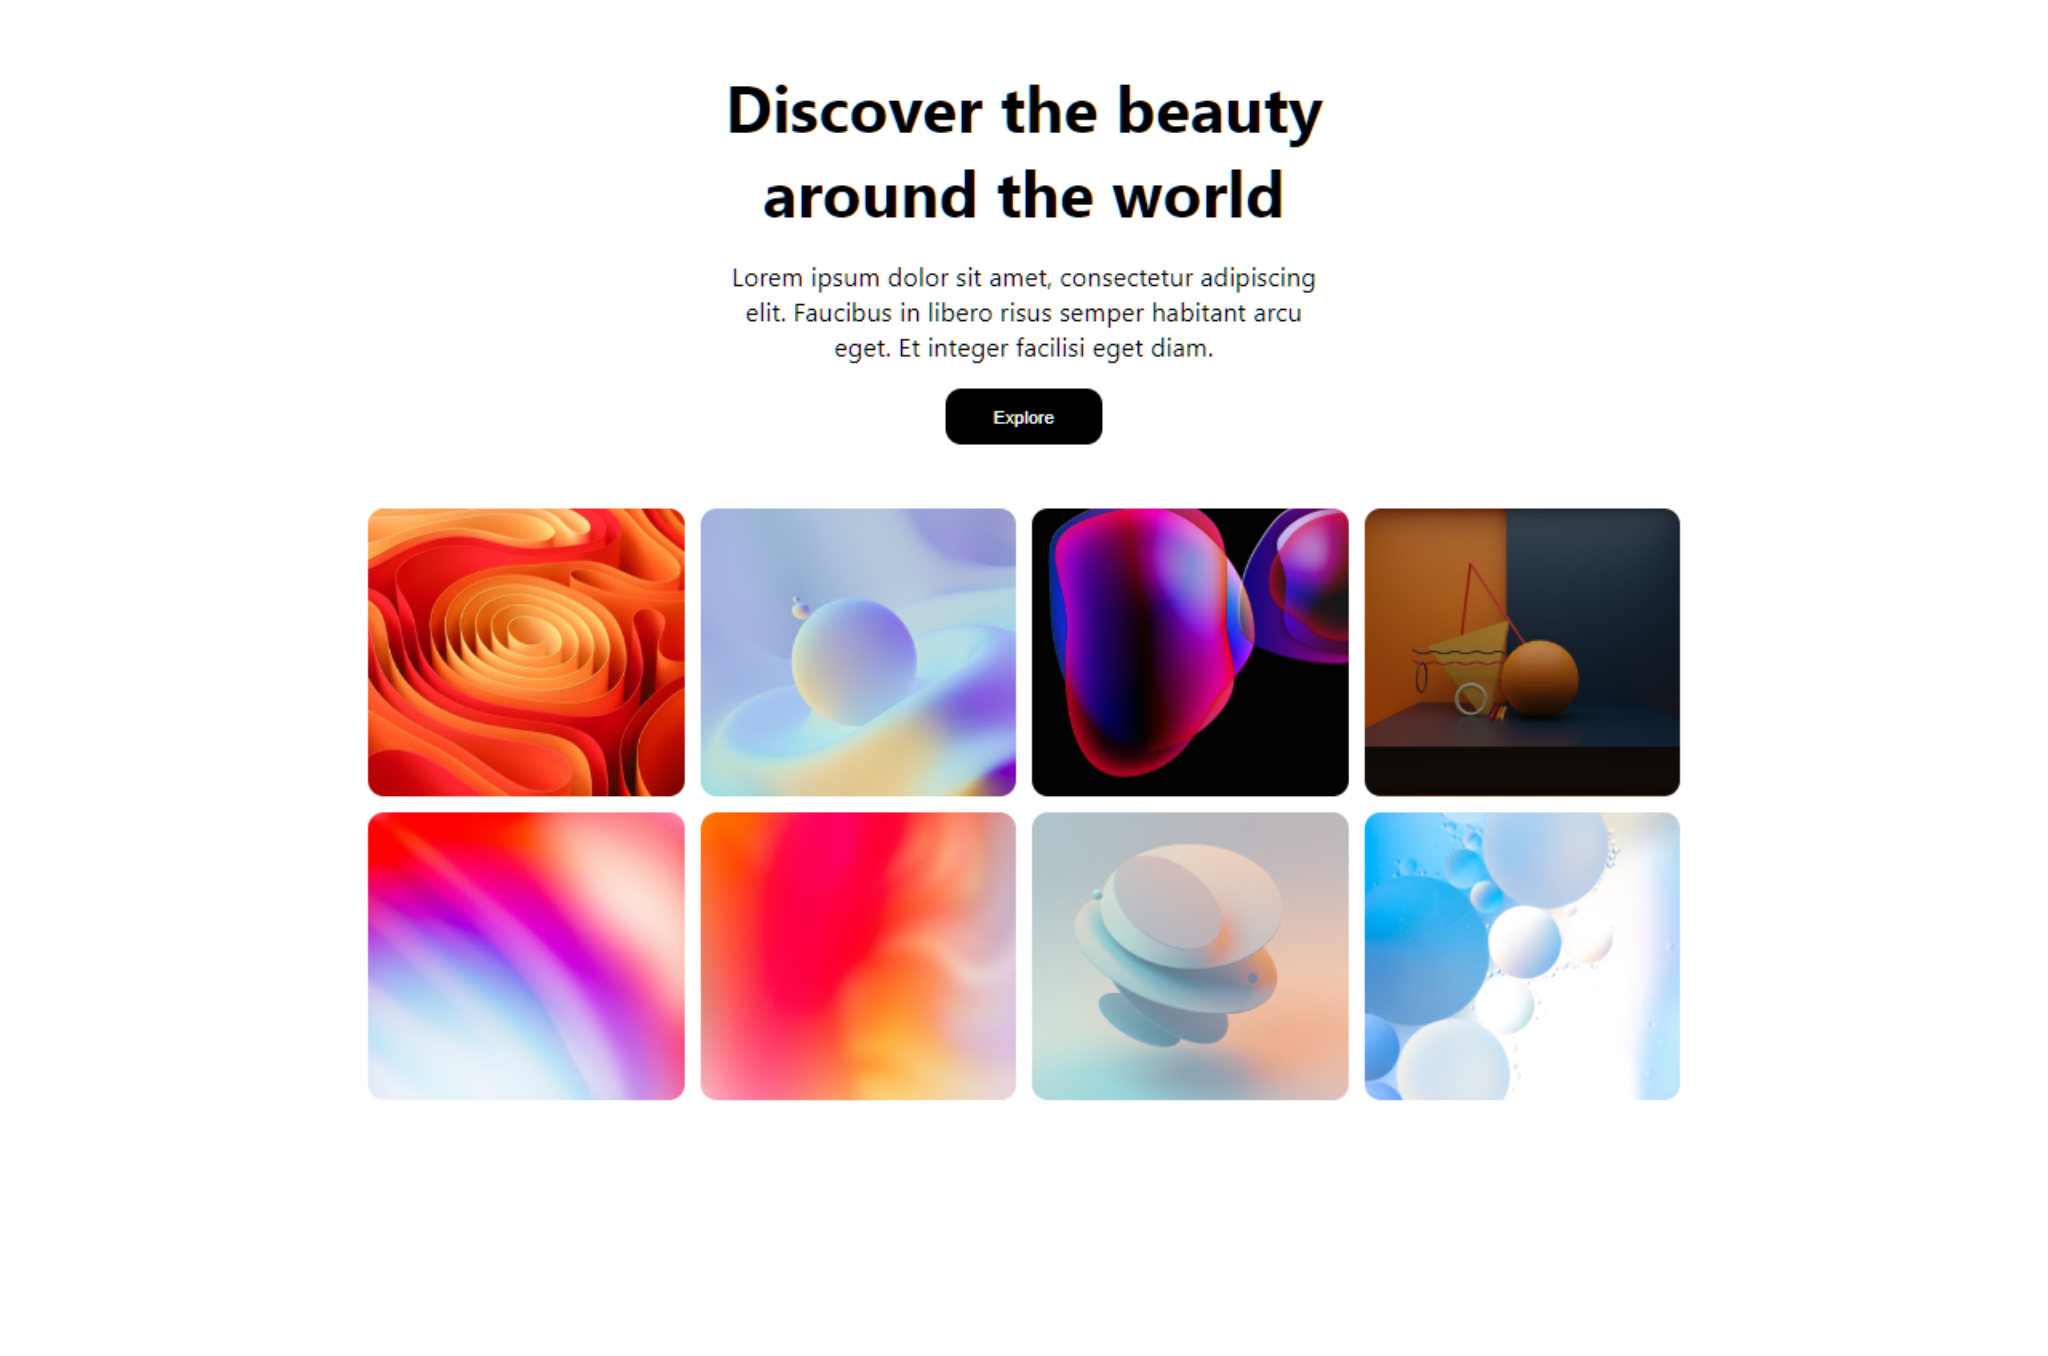 Discover the beauty
around the world
Lorem ipsum dolor sit amet, consectetur adipiscing
elit. Faucibus in libero risus semper habitant arcu
eget. Et integer facilisi eget diam.
Explore